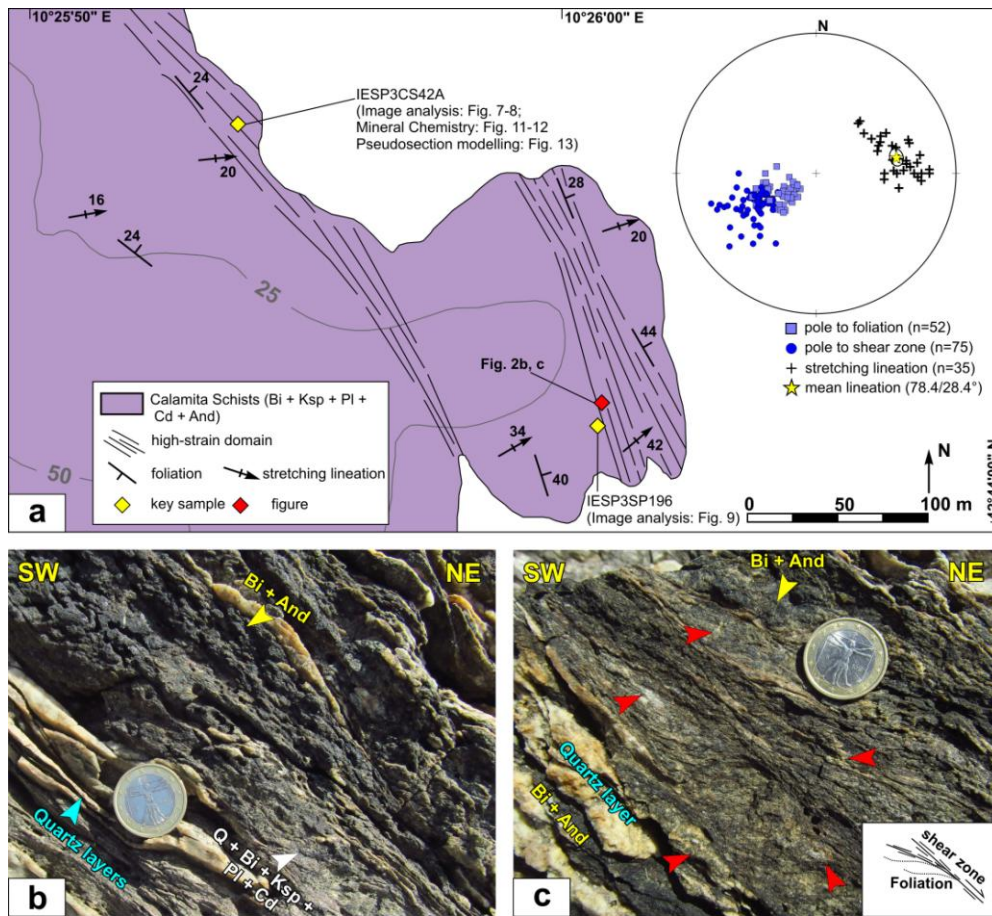 10°25'50" E
10°26'00" E
N
24
IESP3CS42A
(Image analysis: Fig. 7-8;
Mineral Chemistry: Fig. 11-12
Pseudosection modelling: Fig. 13)
20
16
24
25
28
20
44
Fig. 2b, c
34
42
40
50
IESP3SP196
(Image analysis: Fig. 9)
pole to foliation (n=52)
pole to shear zone (n=75)
stretching lineation (n=35)
mean lineation (78.4/28.4°)
Calamita Schists (Bi + Ksp + Pl +
Cd + And)
high-strain domain
foliation
stretching lineation
key sample
figure
N
0 50 100 m
a
SW
NE
Bi + And
Quartz layers
Q + Bi + Ksp +
Pl + Cd
b
SW
NE
Bi + And
Quartz layer
Bi + And
shear zone
Foliation
c